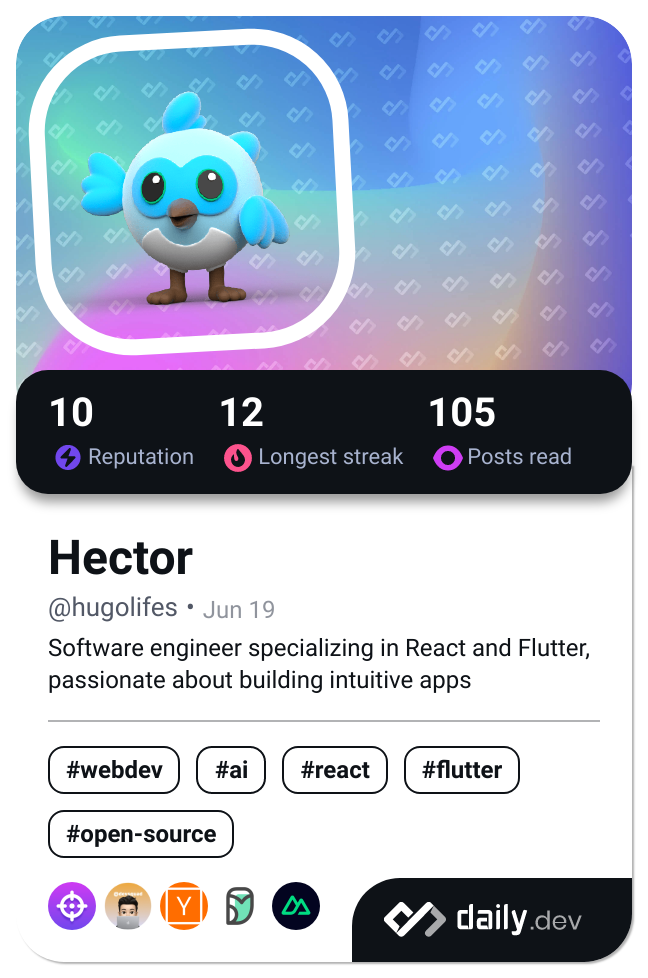 10 12 105
Reputation Longest streak Posts read
Hector
@hugolifes • Jun 19
Software engineer specializing in React and Flutter,
passionate about building intuitive apps
#webdev #ai #react #flutter
#open-source
Y
daily.dev